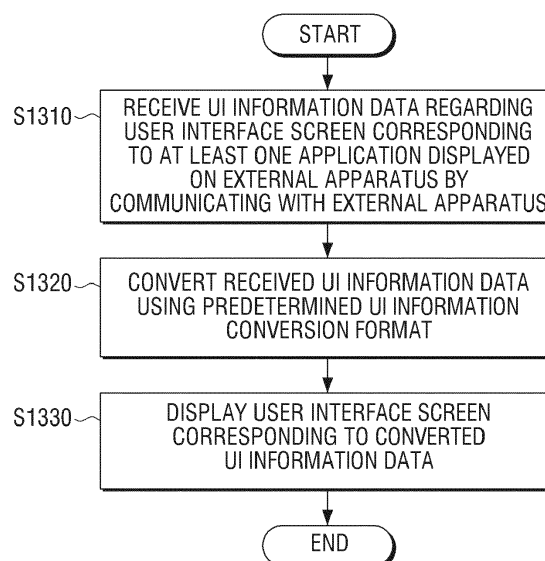 START
S1310
RECEIVE UI INFORMATION DATA REGARDING
USER INTERFACE SCREEN CORRESPONDING
TO AT LEAST ONE APPLICATION DISPLAYED
ON EXTERNAL APPARATUS BY
COMMUNICATING WITH EXTERNAL APPARATUS
S1320
CONVERT RECEIVED UI INFORMATION DATA
USING PREDETERMINED UI INFORMATION
CONVERSION FORMAT
S1330
DISPLAY USER INTERFACE SCREEN
CORRESPONDING TO CONVERTED
UI INFORMATION DATA
END